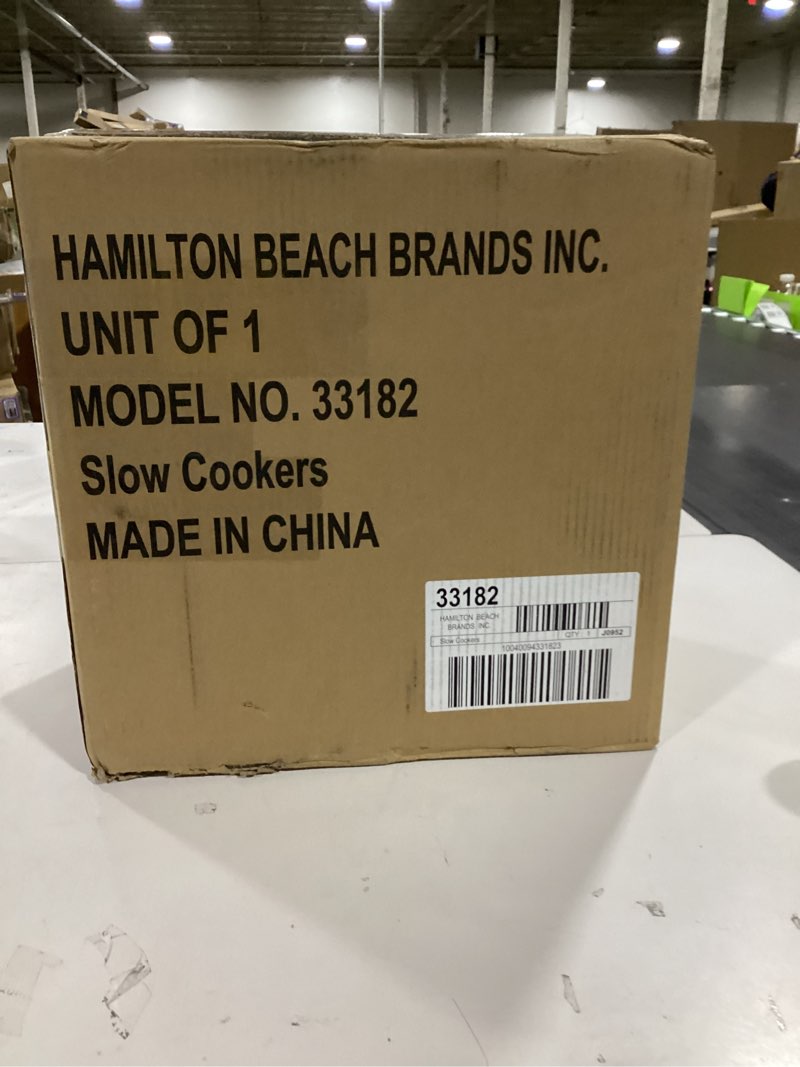 HAMILTON BEACH BRANDS INC.
UNIT OF 1
MODEL NO. 33182
Slow Cookers
MADE IN CHINA
33182
HAMILTON BEACH
BRANDS, INC.
Slow Cookers QTY 1 J0952
10040094331823